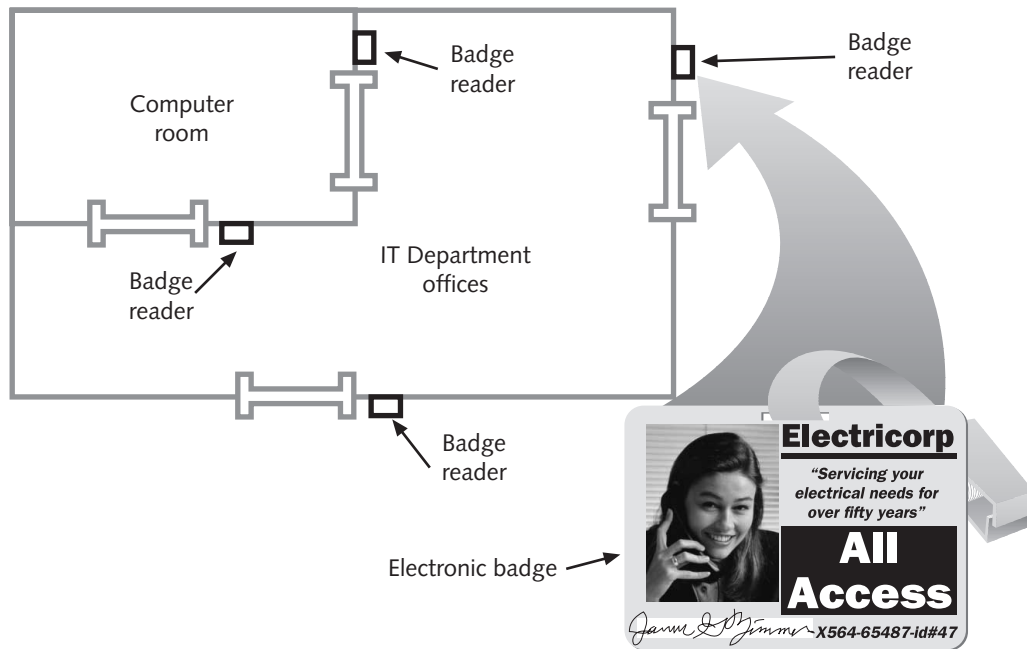 Badge
reader
Badge
reader
Computer
room
IT Department
offices
Badge
reader
Badge
reader
Electronic badge
Electricorp
“Servicing your
electrical needs for
over fifty years”
All
Access
X564-65487-id#47